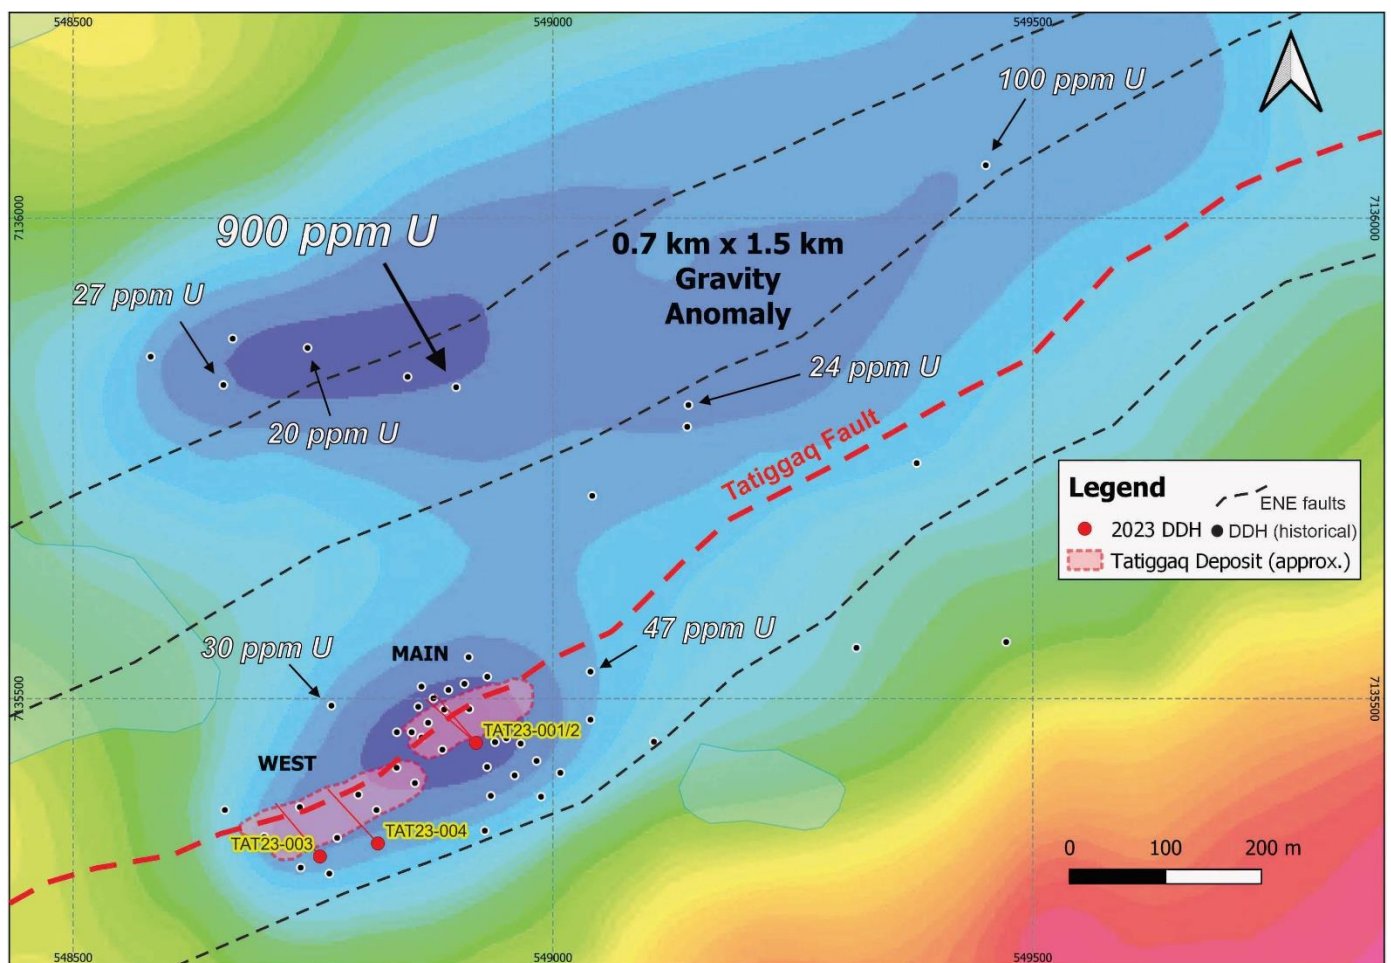 548500
549000
549500
100 ppm U
7136000
7136000
900 ppm U
0.7 km x 1.5 km
Gravity
Anomaly
27 ppm U
24 ppm U
20 ppm U
Tatiggaq Fault
Legend
ENE faults
2023 DDH
DDH (historical)
Tatiggaq Deposit (approx.)
30 ppm U
MAIN
47 ppm U
7135500
7135500
TAT23-001/2
WEST
TAT23-003
TAT23-004
0
100
200 m
548500
549000
549500